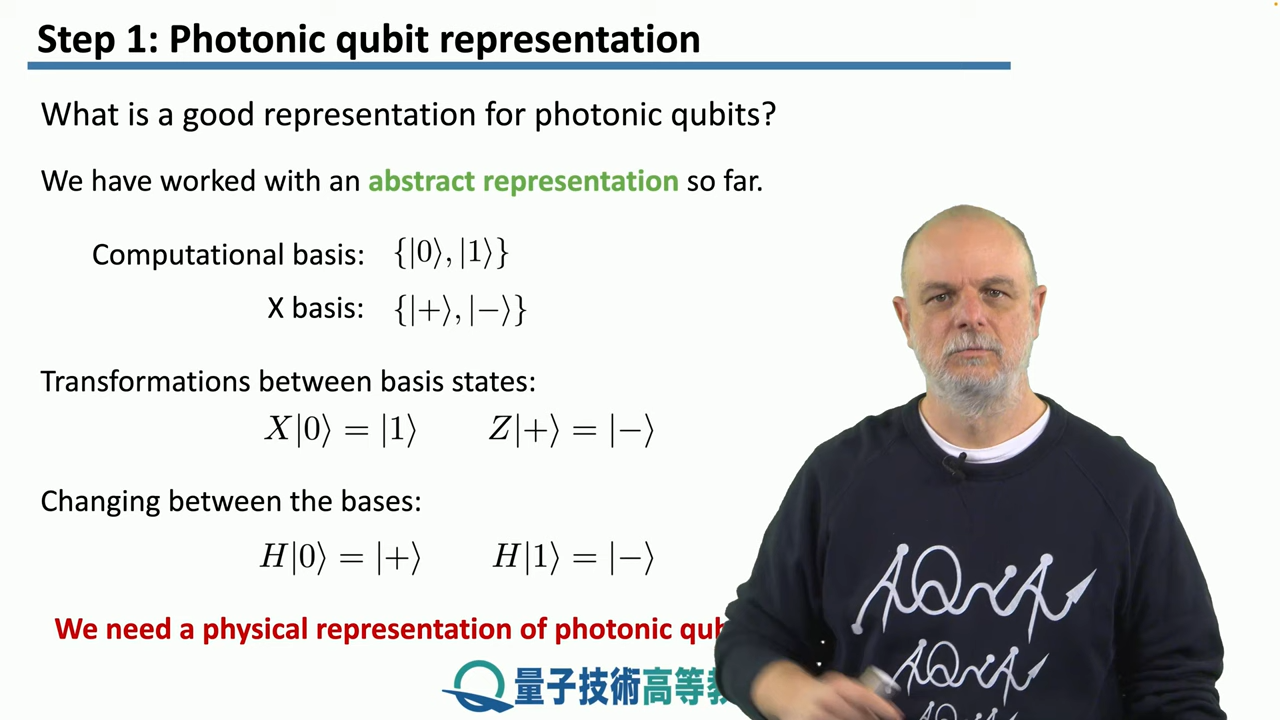 Step 1: Photonic qubit representation
What is a good representation for photonic qubits?
We have worked with an abstract representation so far.
Computational basis: {|0⟩, |1⟩}
X basis: {|+⟩, |−⟩}
Transformations between basis states:
X|0⟩ = |1⟩ Z|+⟩ = |−⟩
Changing between the bases:
H|0⟩ = |+⟩ H|1⟩ = |−⟩
We need a physical representation of photonic
量子技術高等
AQUA
AQUA